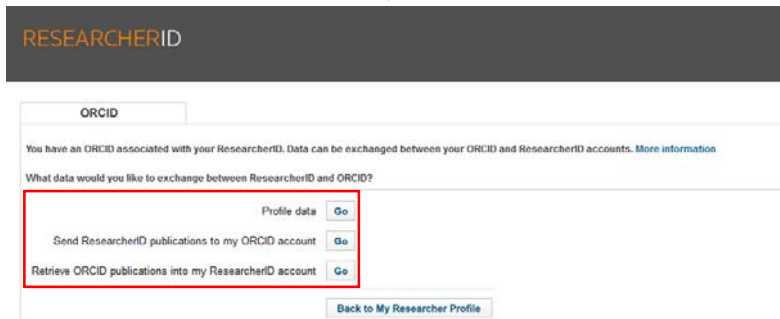 RESEARCHERID
ORCID
You have an ORCID associated with your ResearcherID. Data can be exchanged between your ORCID and ResearcherID accounts. More information
What data would you like to exchange between ResearcherID and ORCID?
Profile data Go
Send ResearcherID publications to my ORCID account Go
Retrieve ORCID publications into my ResearcherID account Go
Back to My Researcher Profile